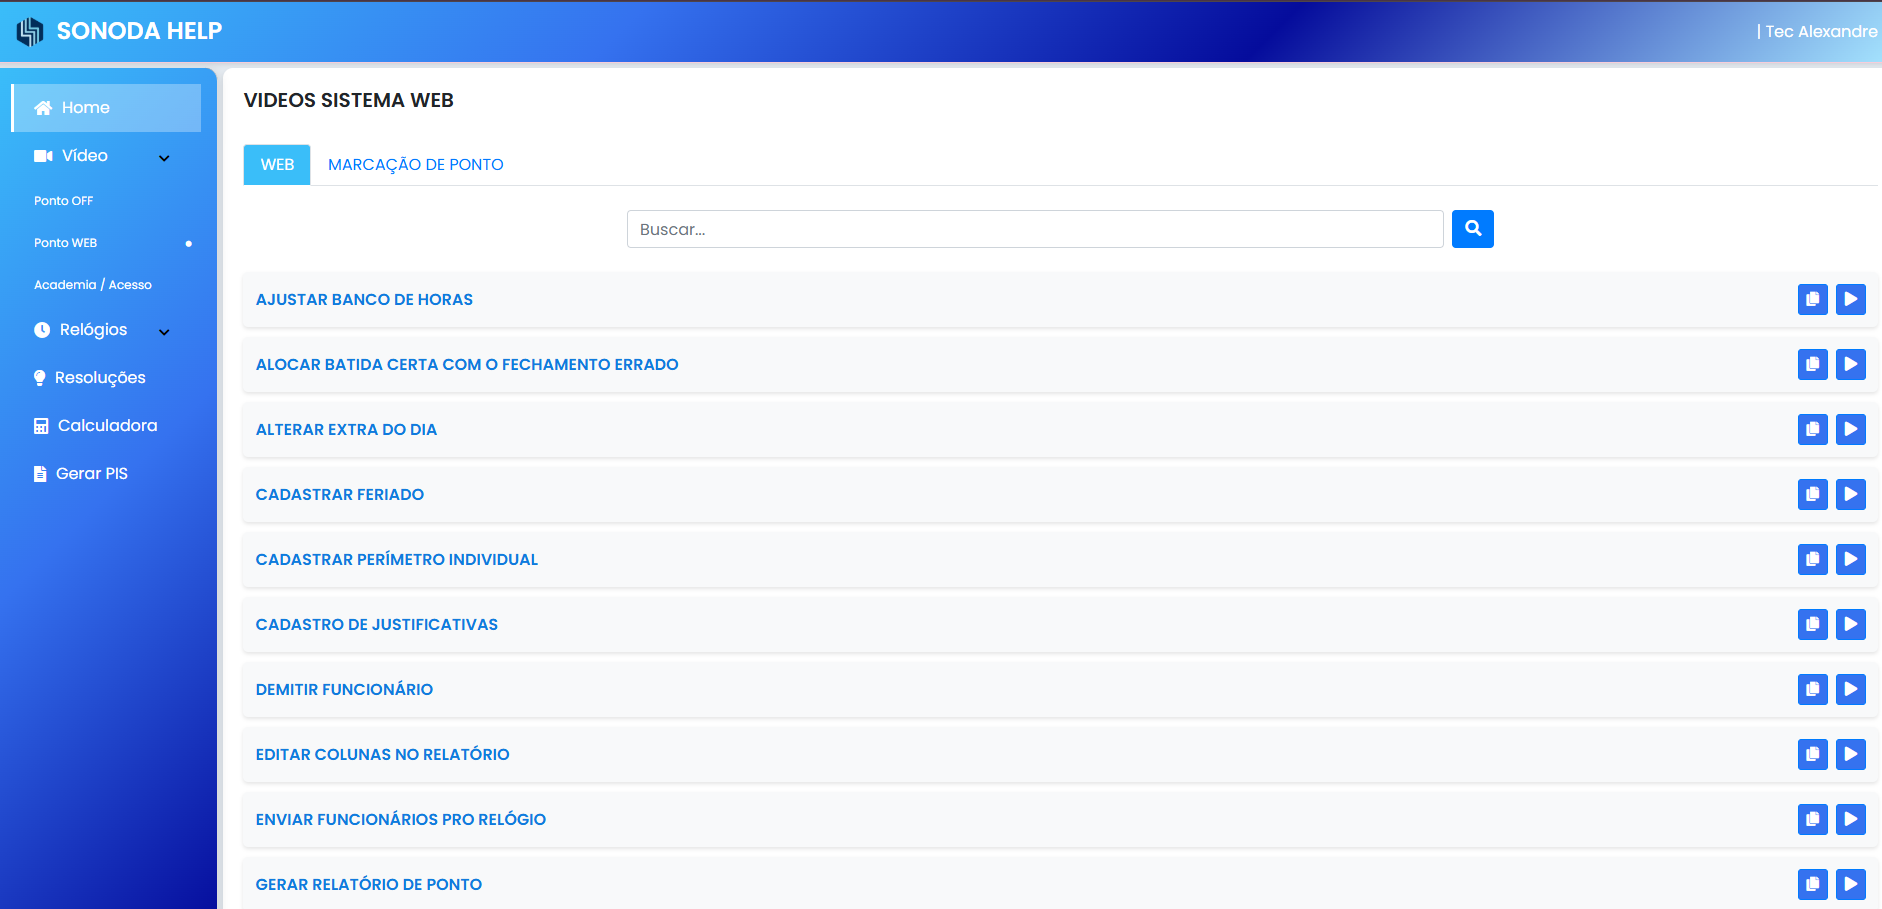 SONODA HELP
| Tec Alexandre
Home
Vídeo
Ponto OFF
Ponto WEB
Academia / Acesso
Relógios
Resoluções
Calculadora
Gerar PIS
VIDEOS SISTEMA WEB
WEB
MARCAÇÃO DE PONTO
Buscar...
AJUSTAR BANCO DE HORAS
ALOCAR BATIDA CERTA COM O FECHAMENTO ERRADO
ALTERAR EXTRA DO DIA
CADASTRAR FERIADO
CADASTRAR PERÍMETRO INDIVIDUAL
CADASTRO DE JUSTIFICATIVAS
DEMITIR FUNCIONÁRIO
EDITAR COLUNAS NO RELATÓRIO
ENVIAR FUNCIONÁRIOS PRO RELÓGIO
GERAR RELATÓRIO DE PONTO